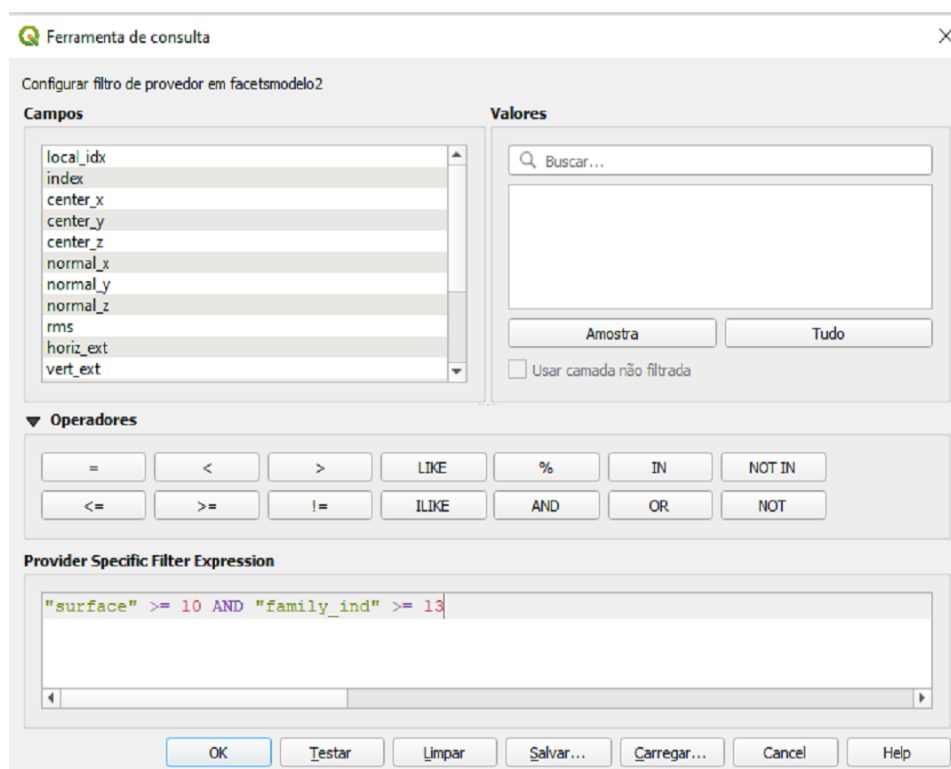 Ferramenta de consulta
Configurar filtro de provedor em facetsmodelo2
Campos
Valores
local_idx
index
center_x
center_y
center_z
normal_x
normal_y
normal_z
rms
horiz_ext
vert_ext
Buscar...
Amostra
Tudo
Usar camada não filtrada
Operadores
= < > LIKE % IN NOT IN
<= >= != ILIKE AND OR NOT
Provider Specific Filter Expression
"surface" >= 10 AND "family_ind" >= 13
OK Testar Limpar Salvar... Carregar... Cancel Help